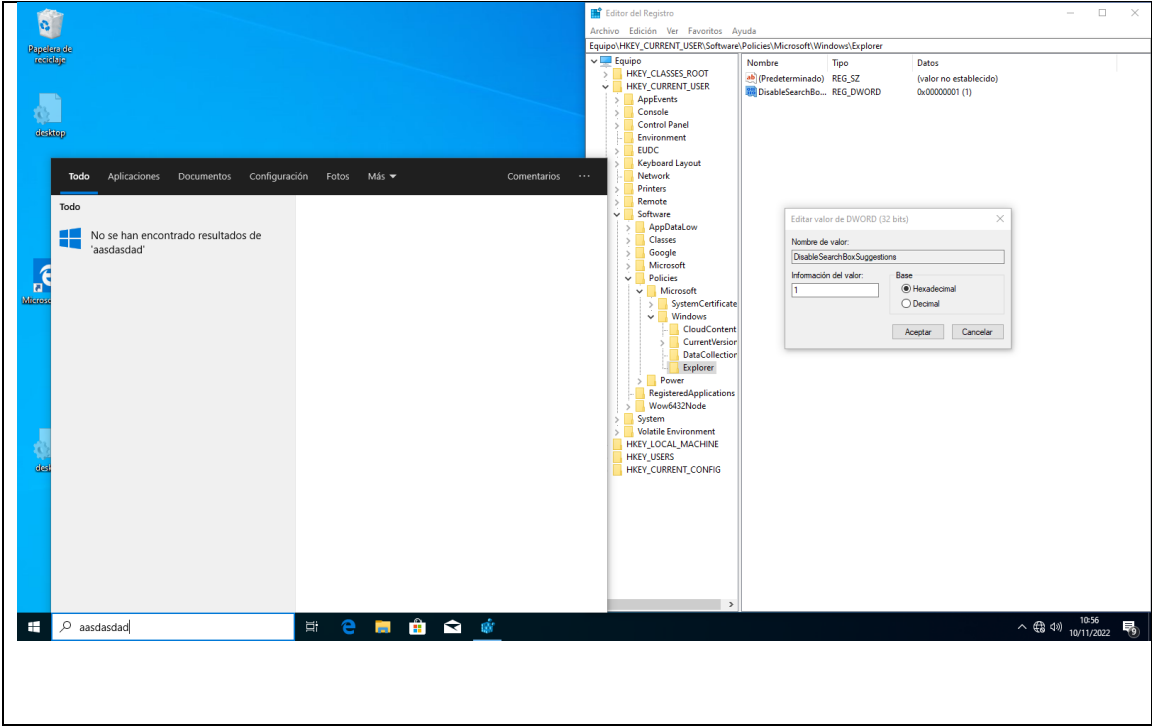 Papelera de
reciclaje
desktop
Todo Aplicaciones Documentos Configuración Fotos Más Comentarios ...
Todo
No se han encontrado resultados de
'aasdasdad'
aasdasdad
Editor del Registro
Archivo Edición Ver Favoritos Ayuda
Equipo\HKEY_CURRENT_USER\Software\Policies\Microsoft\Windows\Explorer
Equipo
HKEY_CLASSES_ROOT
HKEY_CURRENT_USER
AppEvents
Console
Control Panel
Environment
EUDC
Keyboard Layout
Network
Printers
Remote
Software
AppDataLow
Classes
Google
Microsoft
Policies
Microsoft
SystemCertificate
Windows
CloudContent
CurrentVersion
DataCollection
Explorer
Power
RegisteredApplications
Wow6432Node
System
Volatile Environment
HKEY_LOCAL_MACHINE
HKEY_USERS
HKEY_CURRENT_CONFIG
Nombre Tipo Datos
(Predeterminado) REG_SZ (valor no establecido)
DisableSearchBo... REG_DWORD 0x00000001 (1)
Editar valor de DWORD (32 bits)
Nombre de valor:
DisableSearchBoxSuggestions
Información del valor: Base
1 Hexadecimal
Decimal
Aceptar Cancelar
10:56
10/11/2022
9